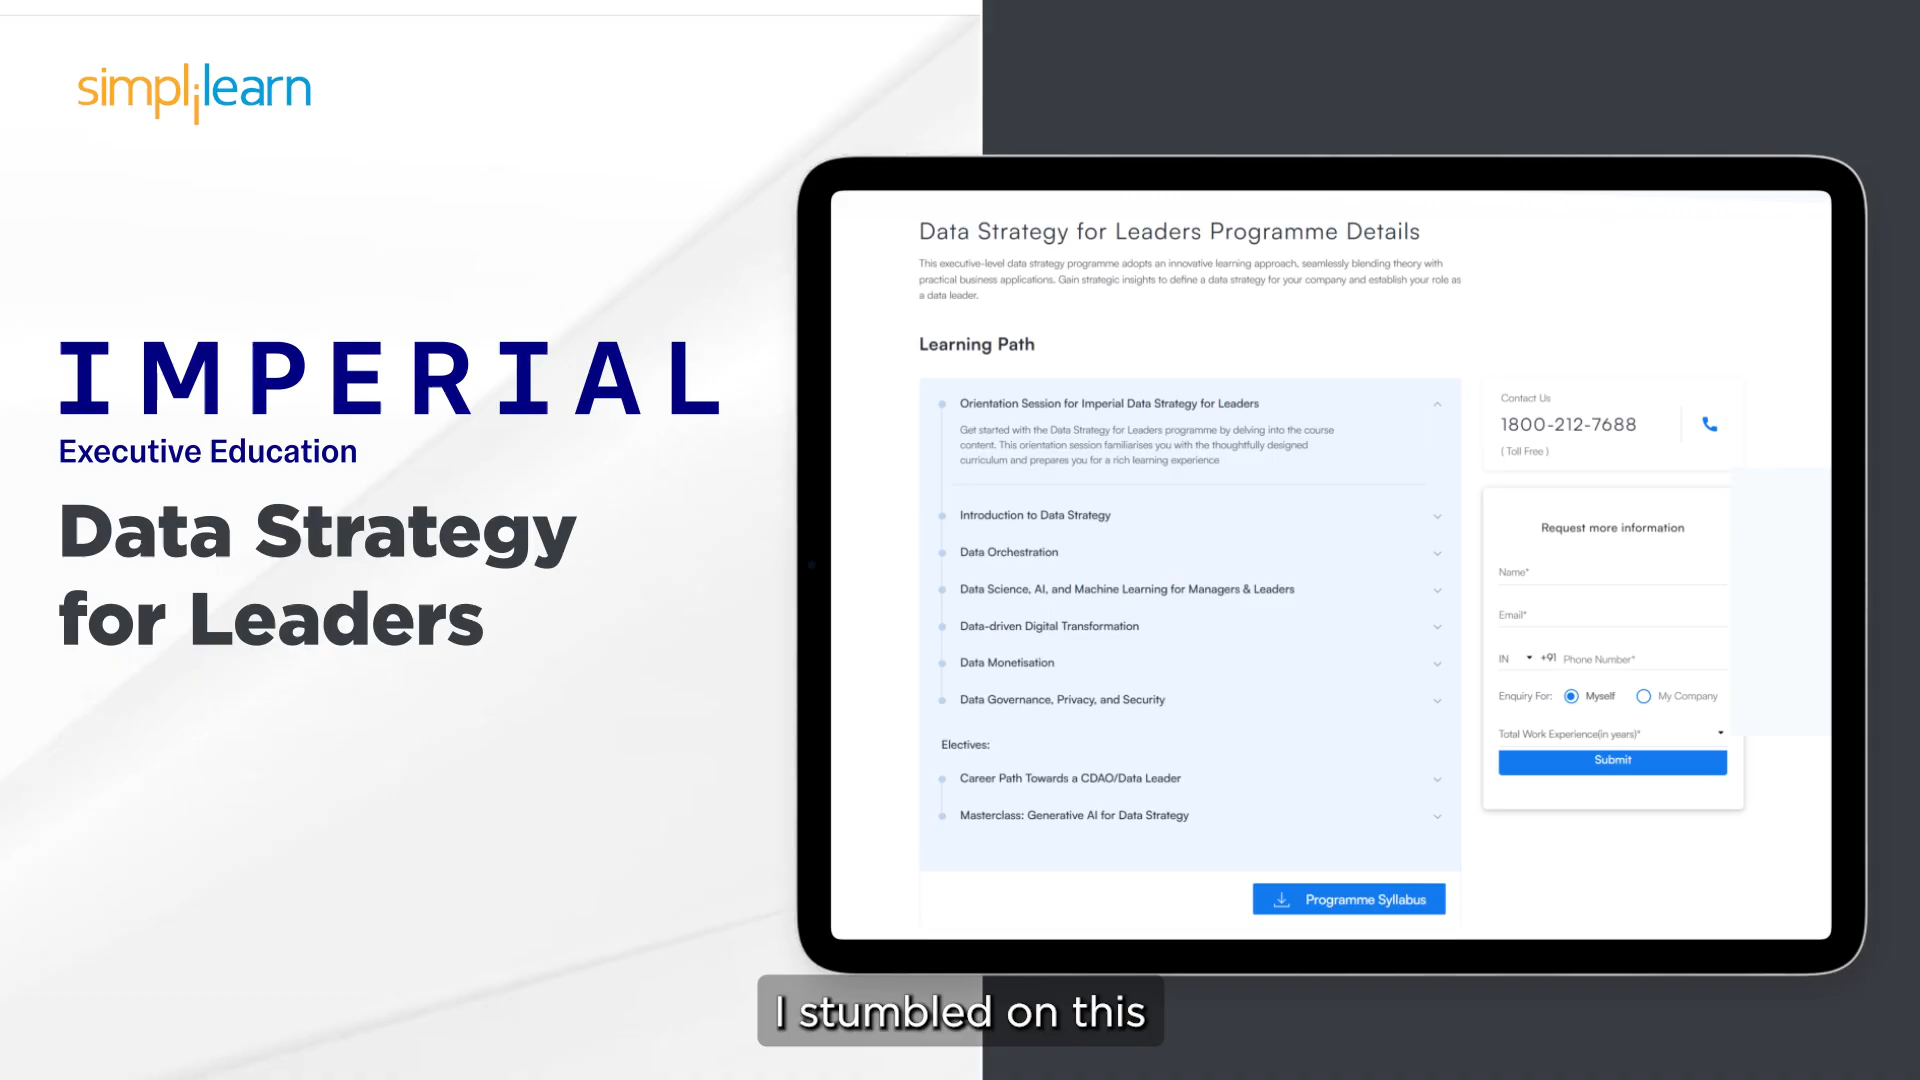 simplilearn
IMPERIAL
Executive Education
Data Strategy
for Leaders
Data Strategy for Leaders Programme Details
This executive-level data strategy programme adopts an innovative learning approach, seamlessly blending theory with
practical business applications. Gain strategic insights to define a data strategy for your company and establish your role as
a data leader.
Learning Path
Orientation Session for Imperial Data Strategy for Leaders
Get started with the Data Strategy for Leaders programme by delving into the course
content. This orientation session familiarises you with the thoughtfully designed
curriculum and prepares you for a rich learning experience
Introduction to Data Strategy
Data Orchestration
Data Science, AI, and Machine Learning for Managers & Leaders
Data-driven Digital Transformation
Data Monetisation
Data Governance, Privacy, and Security
Electives:
Career Path Towards a CDAO/Data Leader
Masterclass: Generative AI for Data Strategy
Programme Syllabus
Contact Us
1800-212-7688
( Toll Free )
Request more information
Name*
Email*
IN +91 Phone Number*
Enquiry For: Myself My Company
Total Work Experience(in years)*
Submit
I stumbled on this